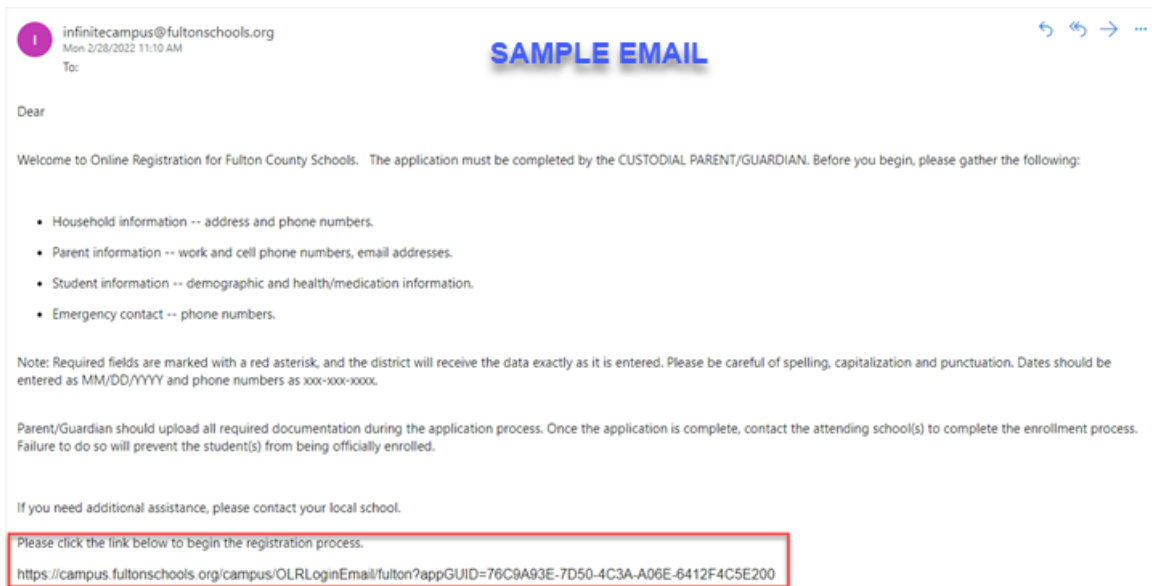 I
infinitecampus@fultonschools.org
Mon 2/28/2022 11:10 AM
To:
SAMPLE EMAIL
Dear
Welcome to Online Registration for Fulton County Schools. The application must be completed by the CUSTODIAL PARENT/GUARDIAN. Before you begin, please gather the following:
• Household information -- address and phone numbers.
• Parent information -- work and cell phone numbers, email addresses.
• Student information -- demographic and health/medication information.
• Emergency contact -- phone numbers.
Note: Required fields are marked with a red asterisk, and the district will receive the data exactly as it is entered. Please be careful of spelling, capitalization and punctuation. Dates should be
entered as MM/DD/YYYY and phone numbers as xxx-xxx-xxxx.
Parent/Guardian should upload all required documentation during the application process. Once the application is complete, contact the attending school(s) to complete the enrollment process.
Failure to do so will prevent the student(s) from being officially enrolled.
If you need additional assistance, please contact your local school.
Please click the link below to begin the registration process.
https://campus.fultonschools.org/campus/OLRLoginEmail/fulton?appGUID=76C9A93E-7D50-4C3A-A06E-6412F4C5E200